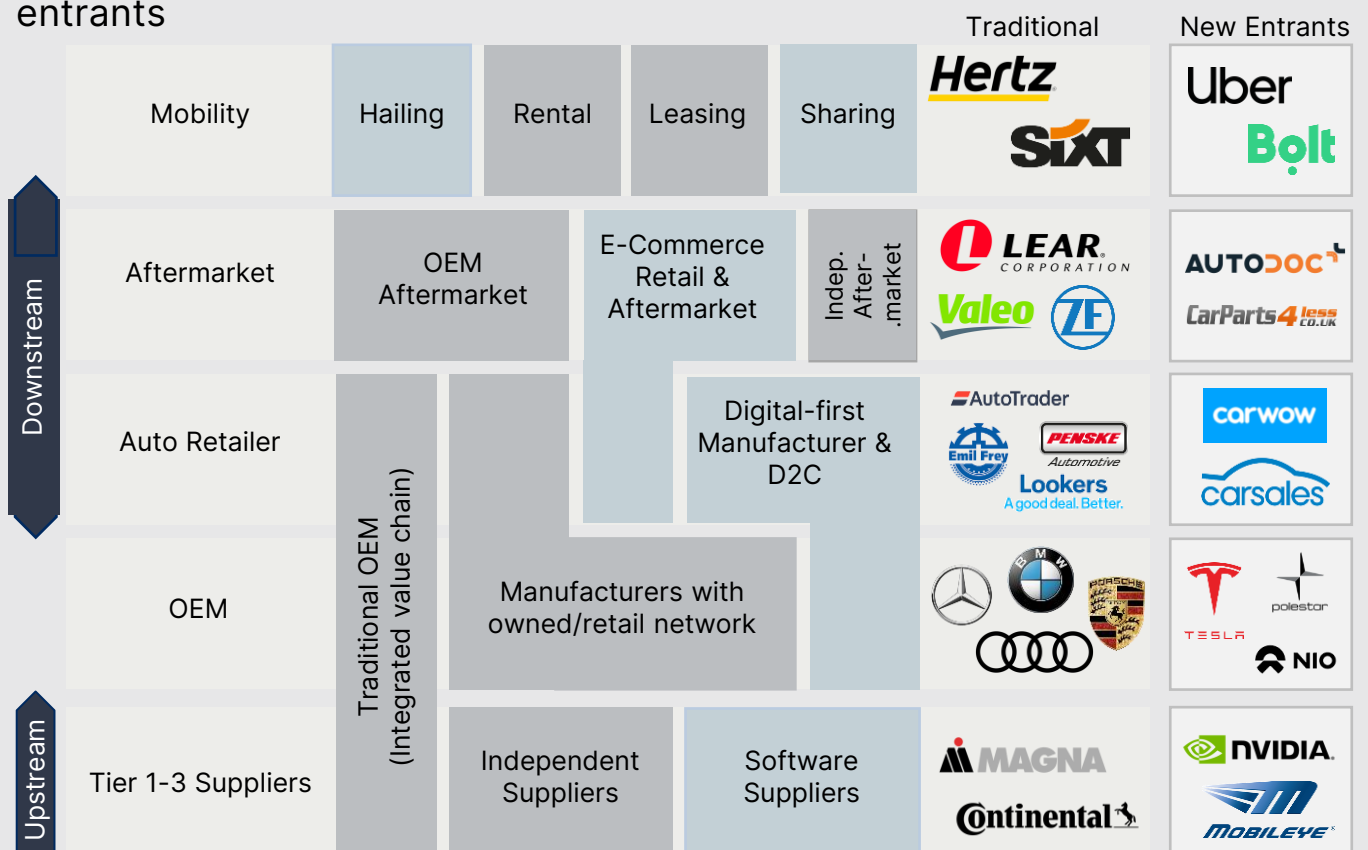 entrants
Traditional
New Entrants
Mobility
Hailing
Rental
Leasing
Sharing
Hertz
SiXT
Uber
Bolt
Downstream
Aftermarket
OEM
Aftermarket
E-Commerce
Retail &
Aftermarket
Indep.
After-
.market
LEAR®
CORPORATION
Valeo
ZF
AUTODOC
CarParts4less
CO.UK
Auto Retailer
Digital-first
Manufacturer &
D2C
AutoTrader
Emil Frey
PENSKE
Automotive
Lookers
A good deal. Better.
carwow
carsales
Traditional OEM
(Integrated value chain)
OEM
Manufacturers with
owned/retail network
BMW
PORSCHE
TESLA
polestar
NIO
Upstream
Tier 1-3 Suppliers
Independent
Suppliers
Software
Suppliers
MAGNA
Continental
NVIDIA.
MOBILEYE®